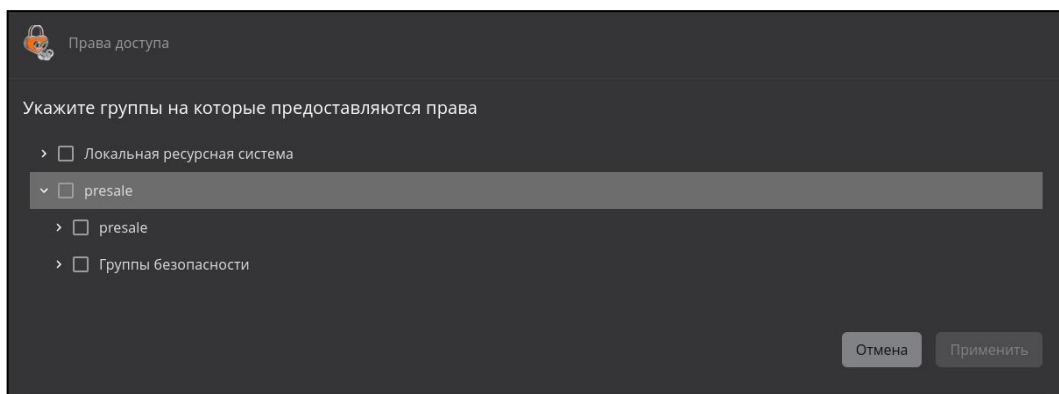 Права доступа
Укажите группы на которые предоставляются права
Локальная ресурсная система
presale
presale
Группы безопасности
Отмена Применить